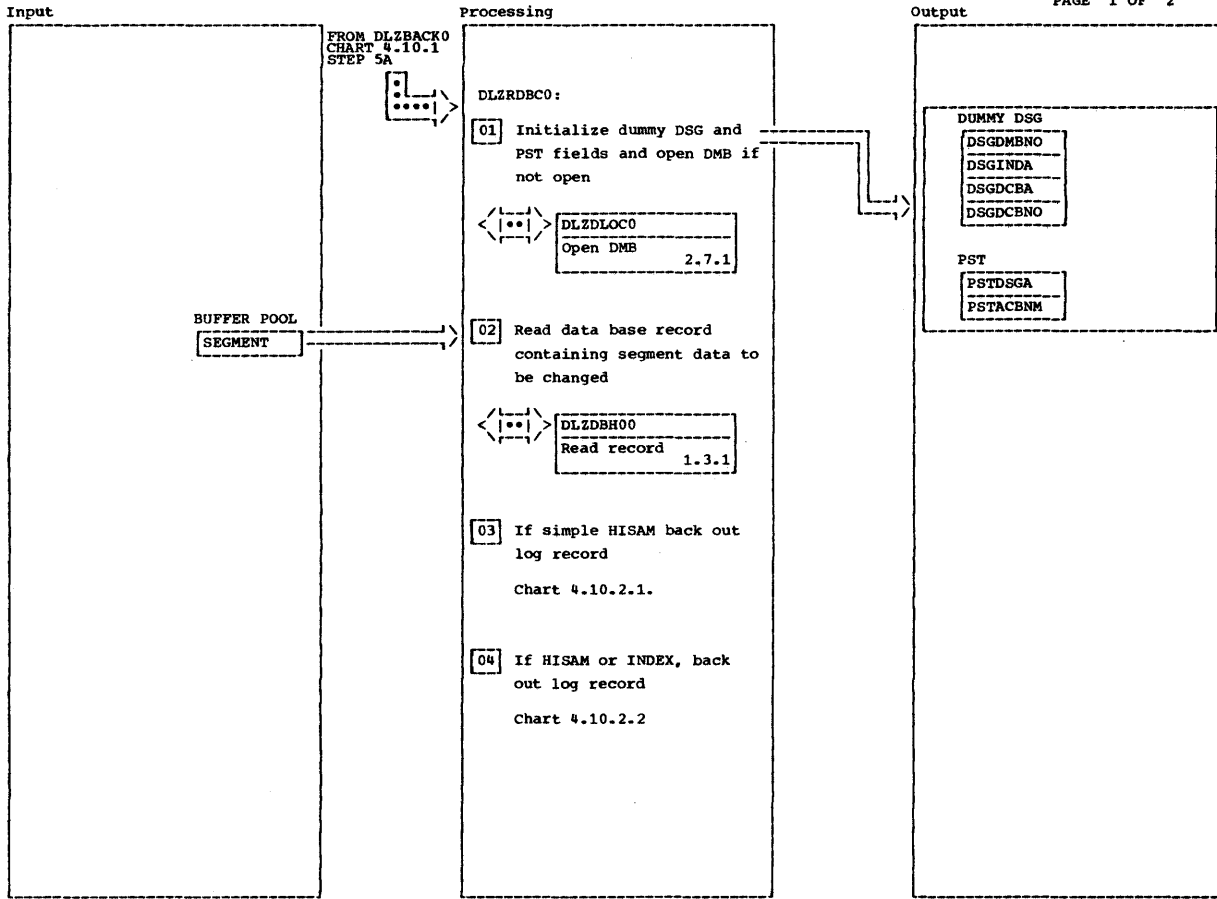 PAGE 1 OF 2
Input
Processing
Output
FROM DLZBACK0
CHART 4.10.1
STEP 5A
DLZRDBC0:
01 Initialize dummy DSG and
PST fields and open DMB if
not open
DUMMY DSG
DSGDMBNO
DSGINDA
DSGDCBA
DSGDCBNO
DLZDLOC0
Open DMB
2.7.1
PST
PSTDSGA
PSTACBNM
BUFFER POOL
SEGMENT
02 Read data base record
containing segment data to
be changed
DLZDBH00
Read record
1.3.1
03 If simple HISAM back out
log record
Chart 4.10.2.1.
04 If HISAM or INDEX, back
out log record
Chart 4.10.2.2